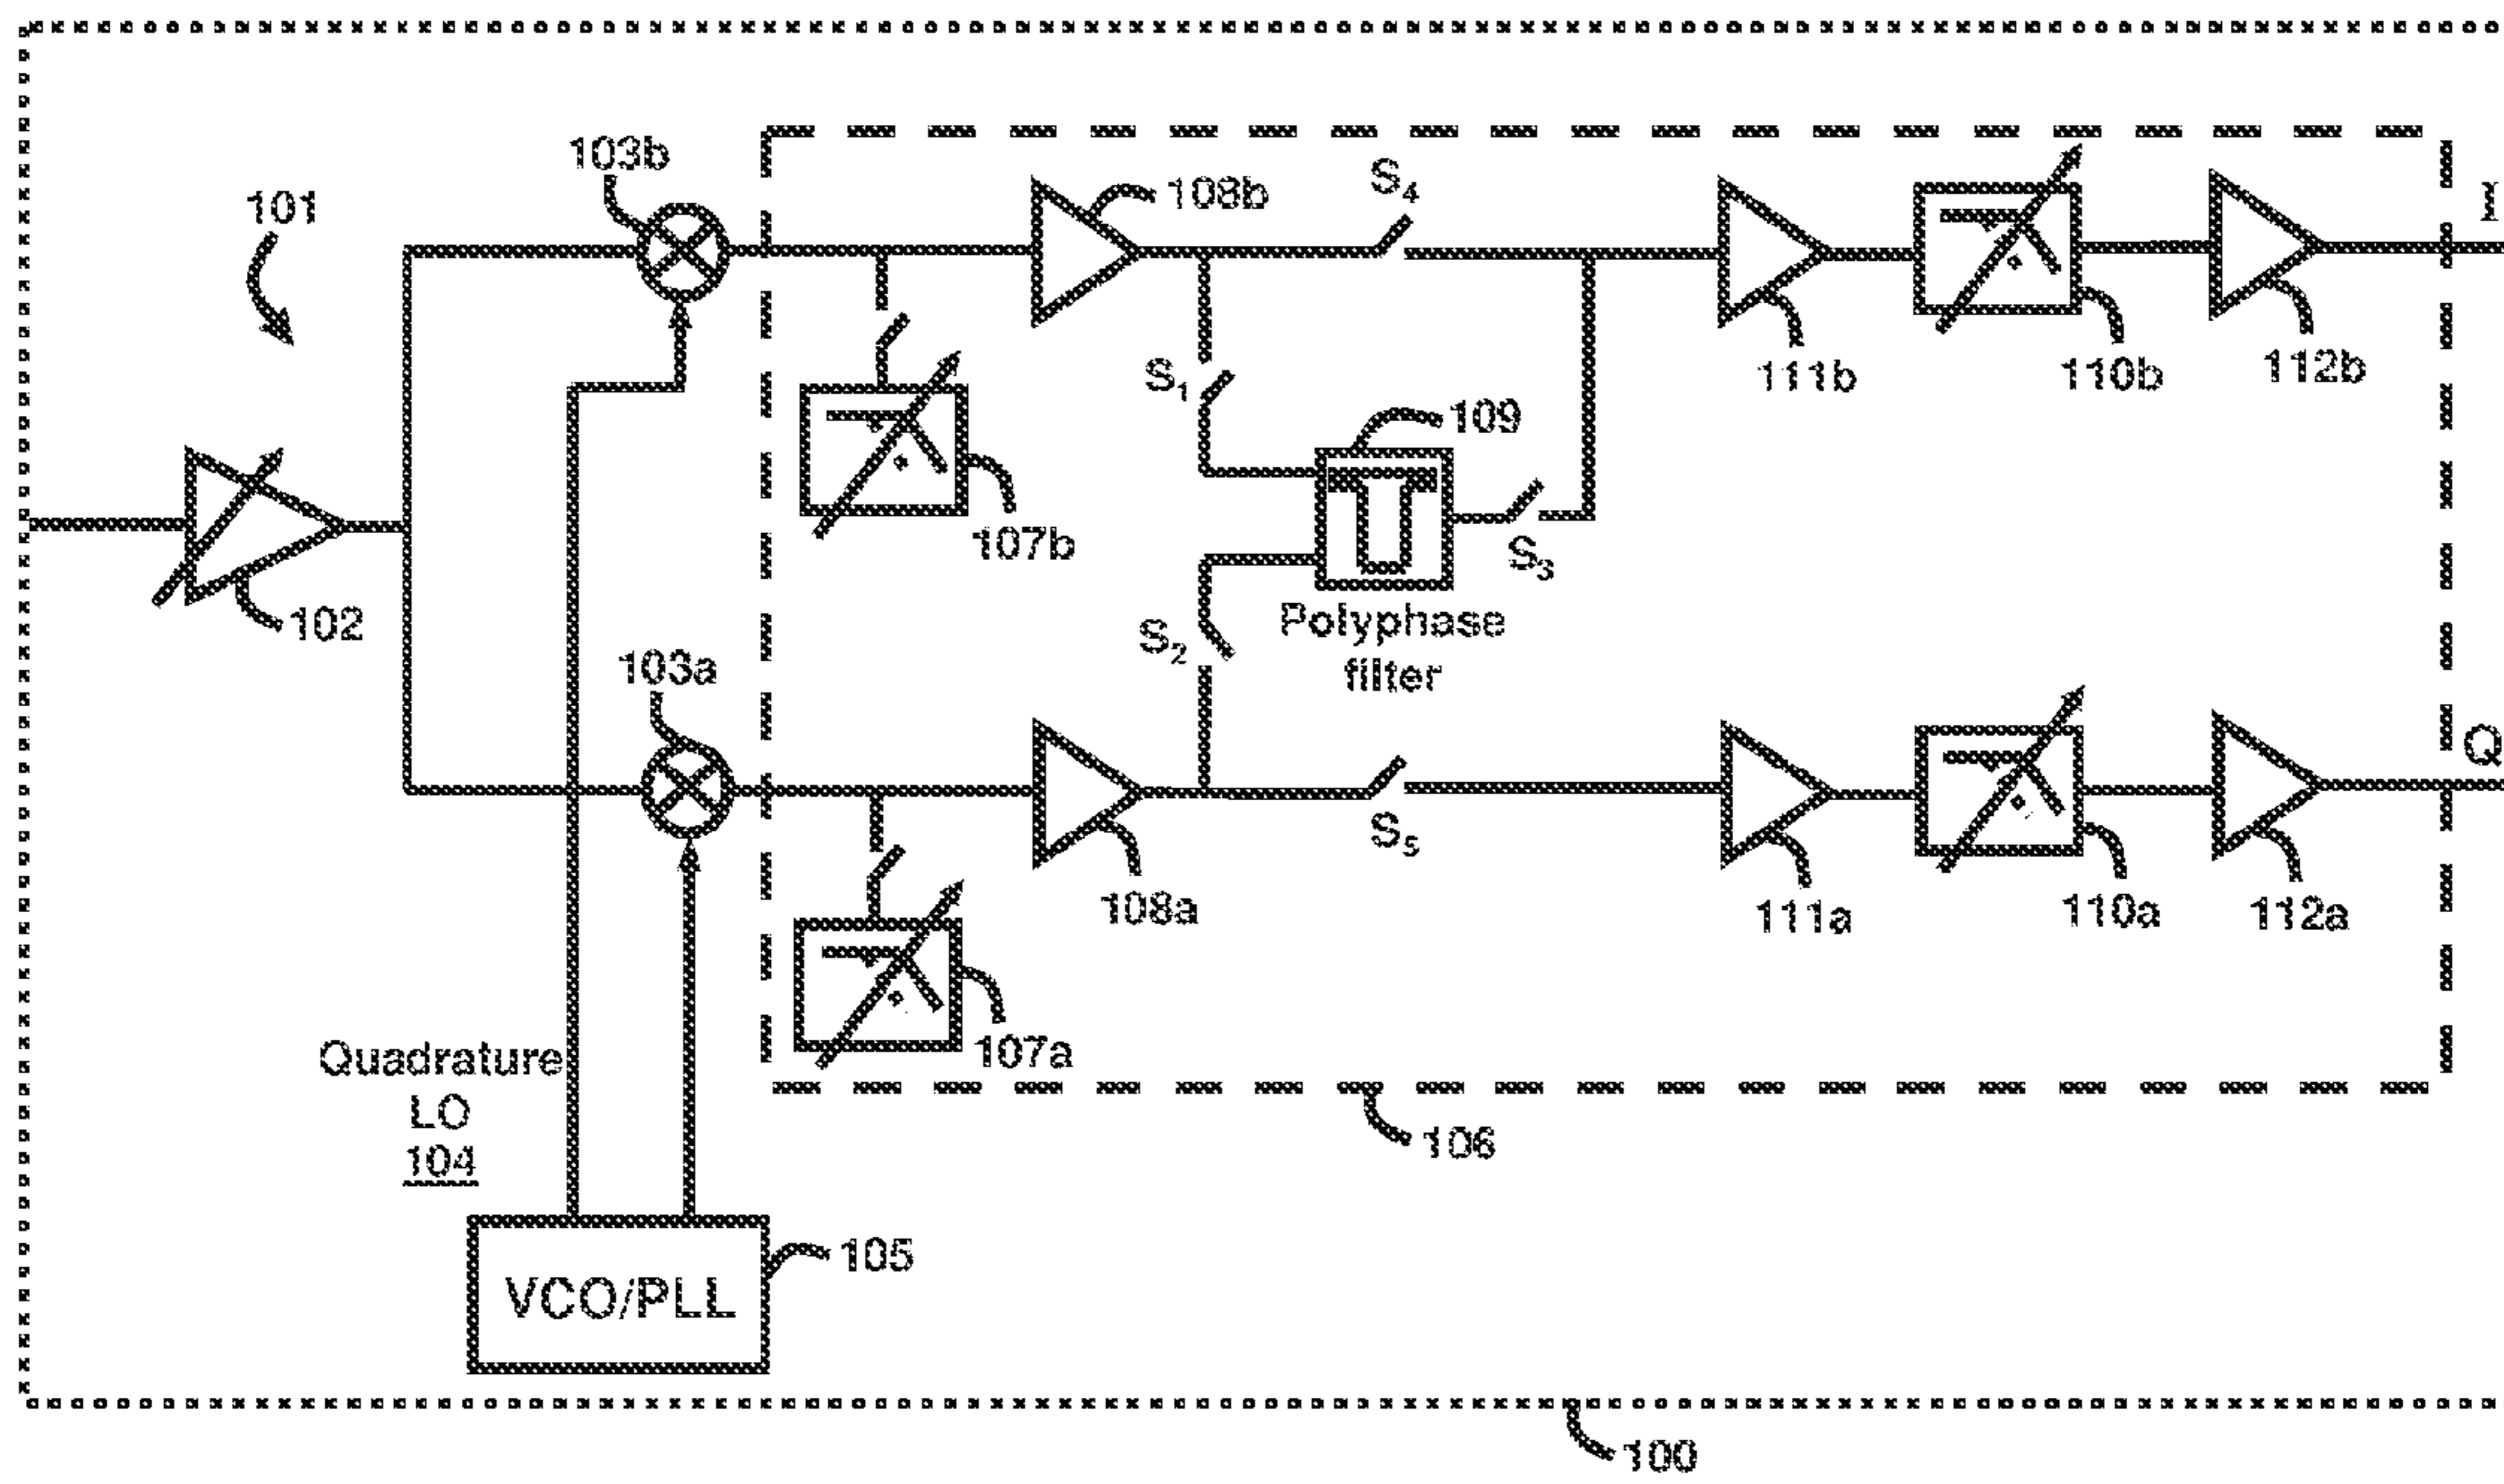 103b
101
108b
S4
I
S1
109
111b
110b
112b
107b
S3
102
Polyphase
filter
S2
103a
Q
S5
108a
111a
110a
112a
107a
Quadrature
LO
104
106
105
VCO/PLL
100